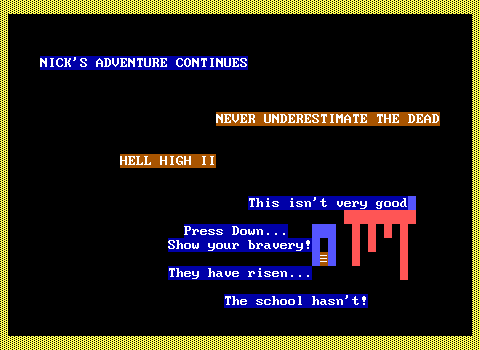 NICK'S ADVENTURE CONTINUES
NEVER UNDERESTIMATE THE DEAD
HELL HIGH II
This isn't very good
Press Down...
Show your bravery!
They have risen...
The school hasn't!